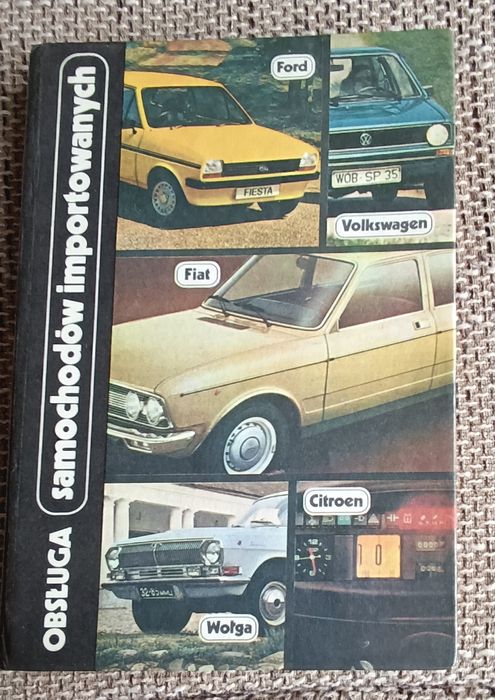 OBSŁUGA samochodów importowanych
Ford
FIESTA
WOB-SP 35
Volkswagen
Fiat
Citroen
Wołga